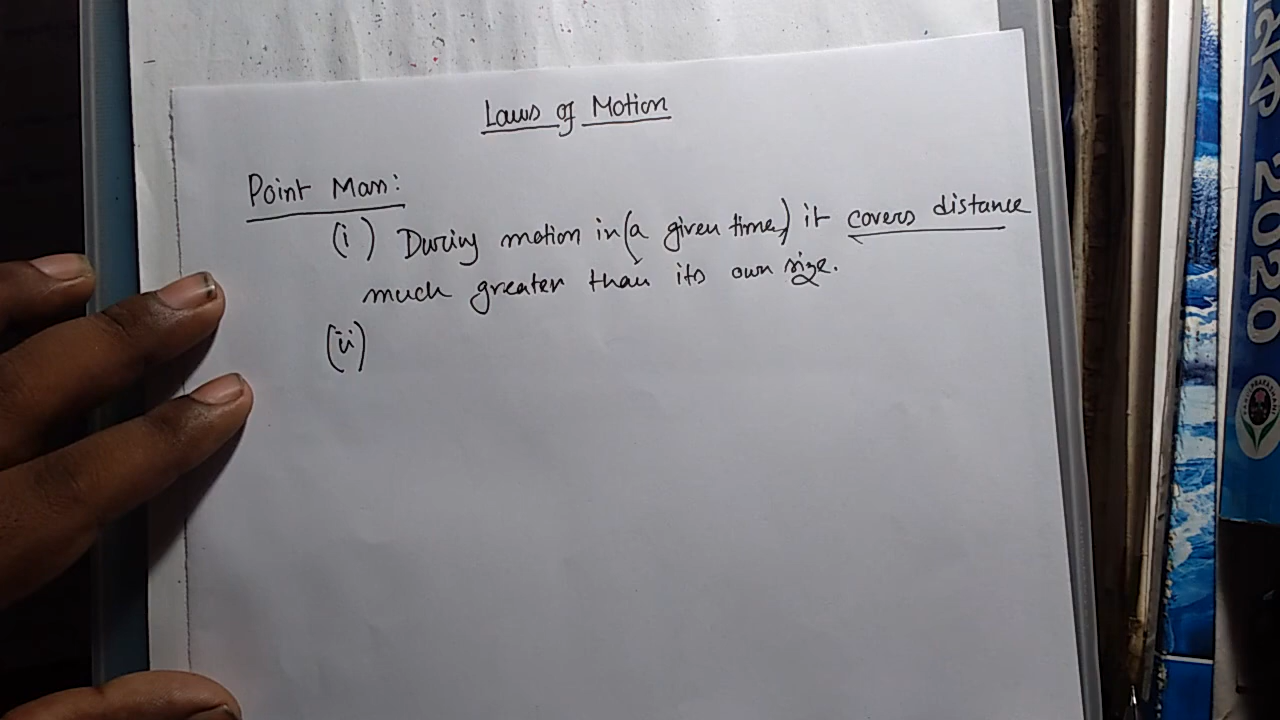 Laws of Motion
Point Mass:
(i) During motion in (a given time) it covers distance
much greater than its own size.
(ii)
2020